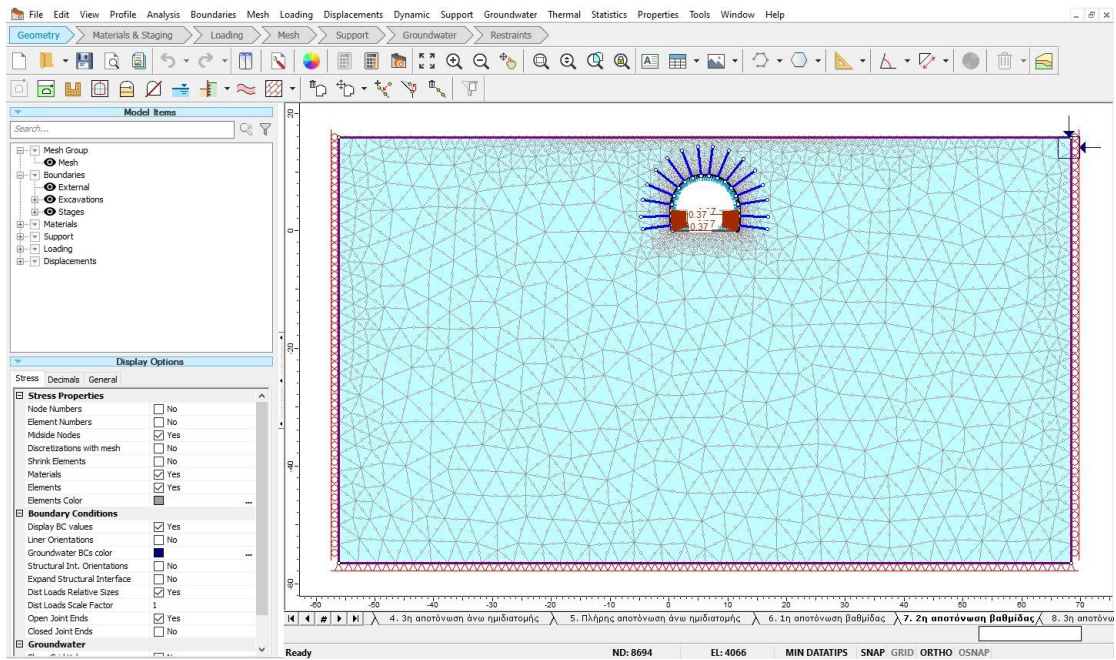 File Edit View Profile Analysis Boundaries Mesh Loading Displacements Dynamic Support Groundwater Thermal Statistics Properties Tools Window Help
Geometry Materials & Staging Loading Mesh Support Groundwater Restraints
Model Items
Search...
Mesh Group
Mesh
Boundaries
External
Excavations
Stages
Materials
Support
Loading
Displacements
Display Options
Stress Decimals General
Stress Properties
Node Numbers No
Element Numbers No
Midside Nodes Yes
Discretizations with mesh No
Shrink Elements No
Materials Yes
Elements Yes
Elements Color ...
Boundary Conditions
Display BC values Yes
Liner Orientations No
Groundwater BCs color ...
Structural Int. Orientations No
Expand Structural Interface No
Dist Loads Relative Sizes Yes
Dist Loads Scale Factor 1
Open Joint Ends Yes
Closed Joint Ends No
Groundwater
20
0
-20
-40
-60
0.37
0.37
-60 -50 -40 -30 -20 -10 0 10 20 30 40 50 60 70
4. 3η αποτόνωση άνω ημιδιατομής 5. Πλήρης αποτόνωση άνω ημιδιατομής 6. 1η αποτόνωση βαθμίδας 7. 2η αποτόνωση βαθμίδας 8. 3η αποτόνω
Ready ND: 8694 EL: 4066 MIN DATATIPS SNAP GRID ORTHO OSNAP